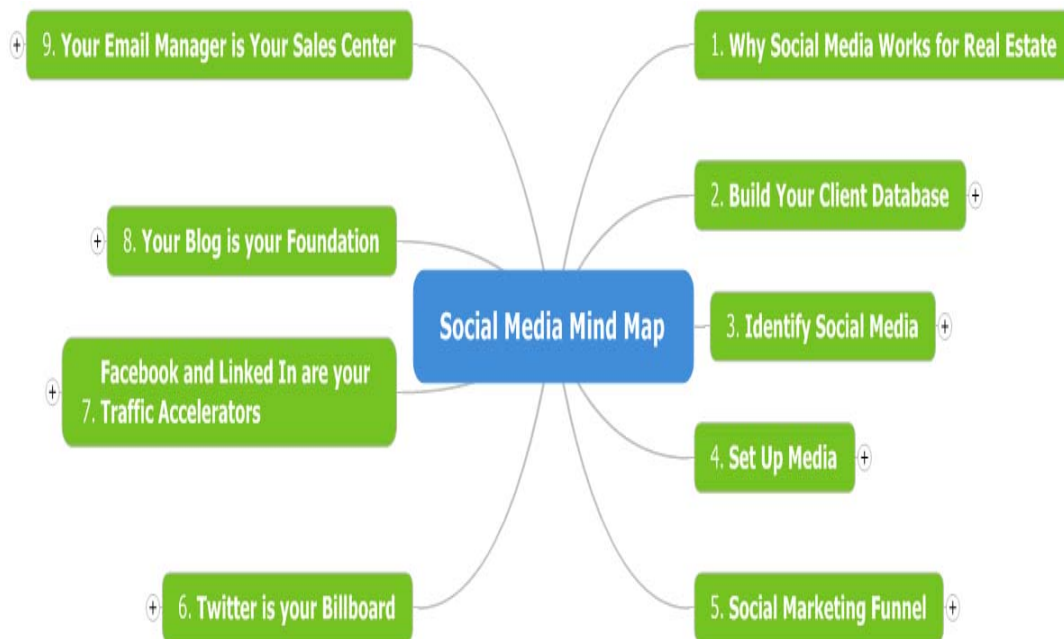 Social Media Mind Map
1. Why Social Media Works for Real Estate
2. Build Your Client Database
3. Identify Social Media
4. Set Up Media
5. Social Marketing Funnel
6. Twitter is your Billboard
Facebook and Linked In are your
7. Traffic Accelerators
8. Your Blog is your Foundation
9. Your Email Manager is Your Sales Center